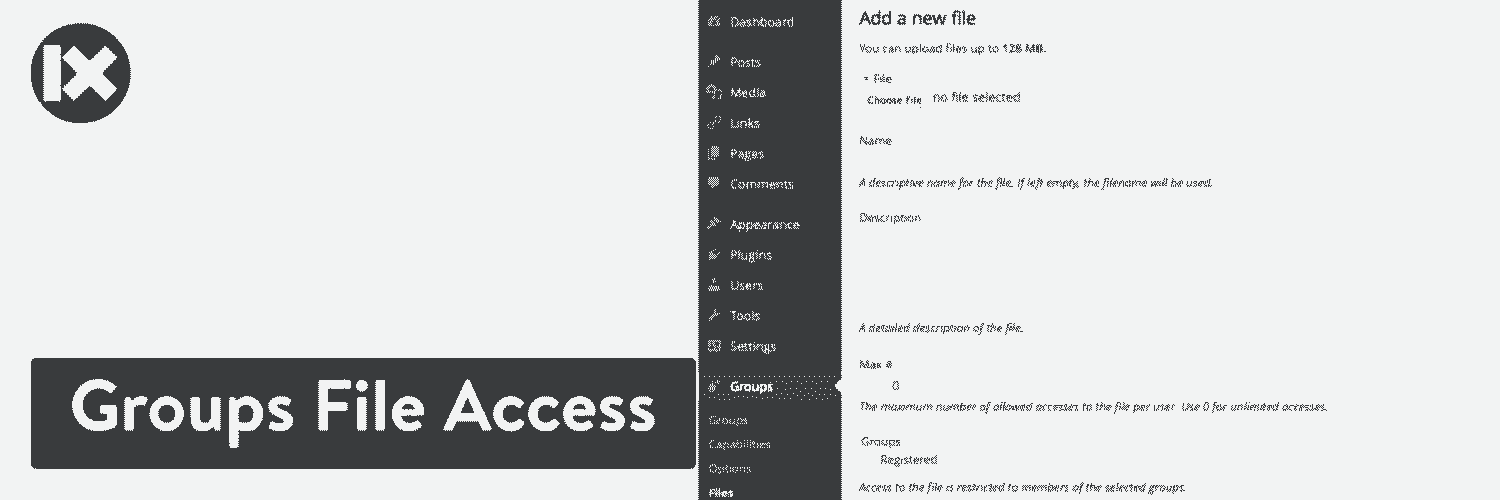 IX
Groups File Access
Dashboard
Posts
Media
Links
Pages
Comments
Appearance
Plugins
Users
Tools
Settings
Groups
Groups
Capabilities
Options
Files
Add a new file
You can upload files up to 128 MB.
* File
Choose File no file selected
Name
A descriptive name for the file. If left empty, the filename will be used.
Description
A detailed description of the file.
Max #
0
The maximum number of allowed accesses to the file per user. Use 0 for unlimited accesses.
Groups
Registered
Access to the file is restricted to members of the selected groups.